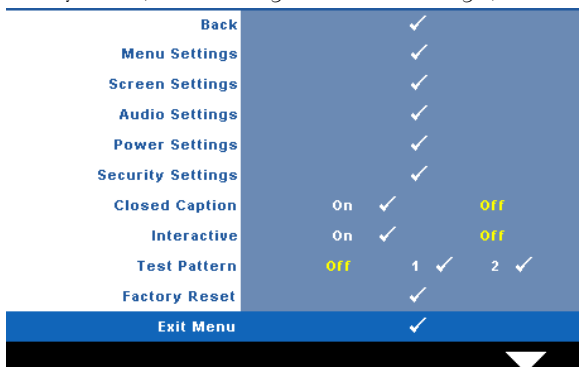 Back ✓
Menu Settings ✓
Screen Settings ✓
Audio Settings ✓
Power Settings ✓
Security Settings ✓
Closed Caption On ✓ Off
Interactive On ✓ Off
Test Pattern Off 1 ✓ 2 ✓
Factory Reset ✓
Exit Menu ✓